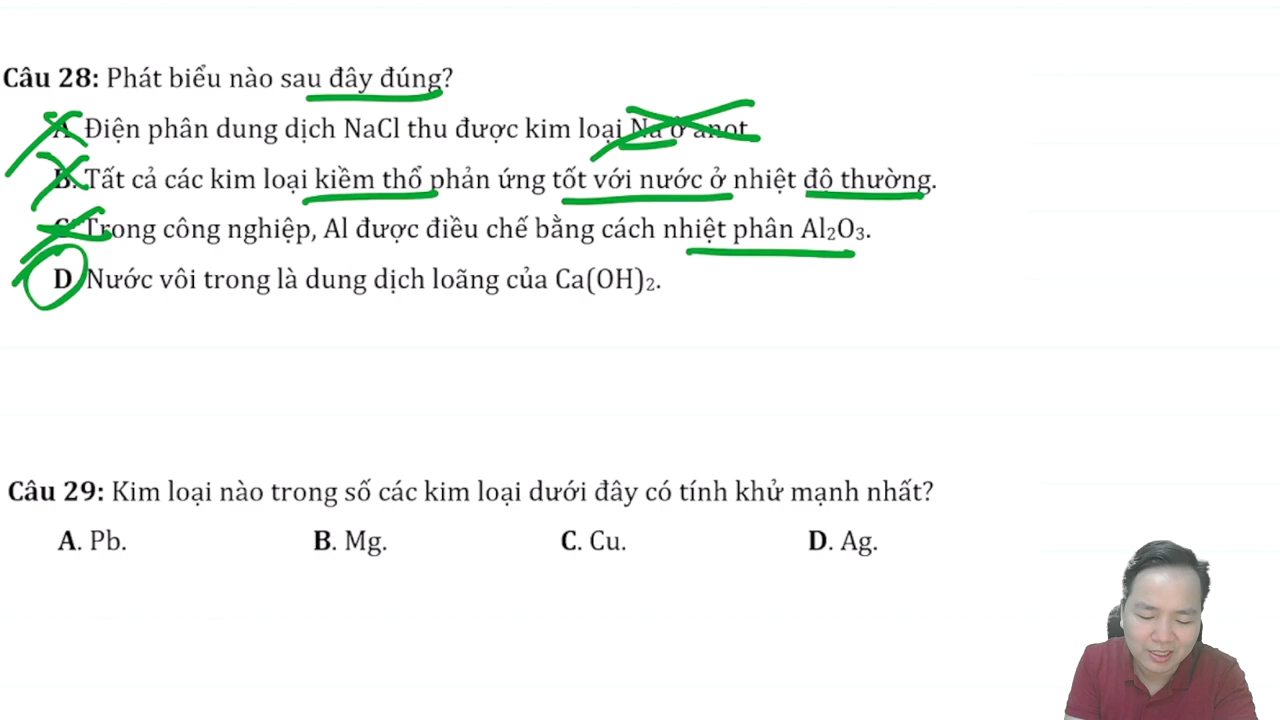 Câu 28: Phát biểu nào sau đây đúng?
A. Điện phân dung dịch NaCl thu được kim loại Na ở anot.
B. Tất cả các kim loại kiềm thổ phản ứng tốt với nước ở nhiệt độ thường.
C. Trong công nghiệp, Al được điều chế bằng cách nhiệt phân Al₂O₃.
D. Nước vôi trong là dung dịch loãng của Ca(OH)₂.
Câu 29: Kim loại nào trong số các kim loại dưới đây có tính khử mạnh nhất?
A. Pb. B. Mg. C. Cu. D. Ag.